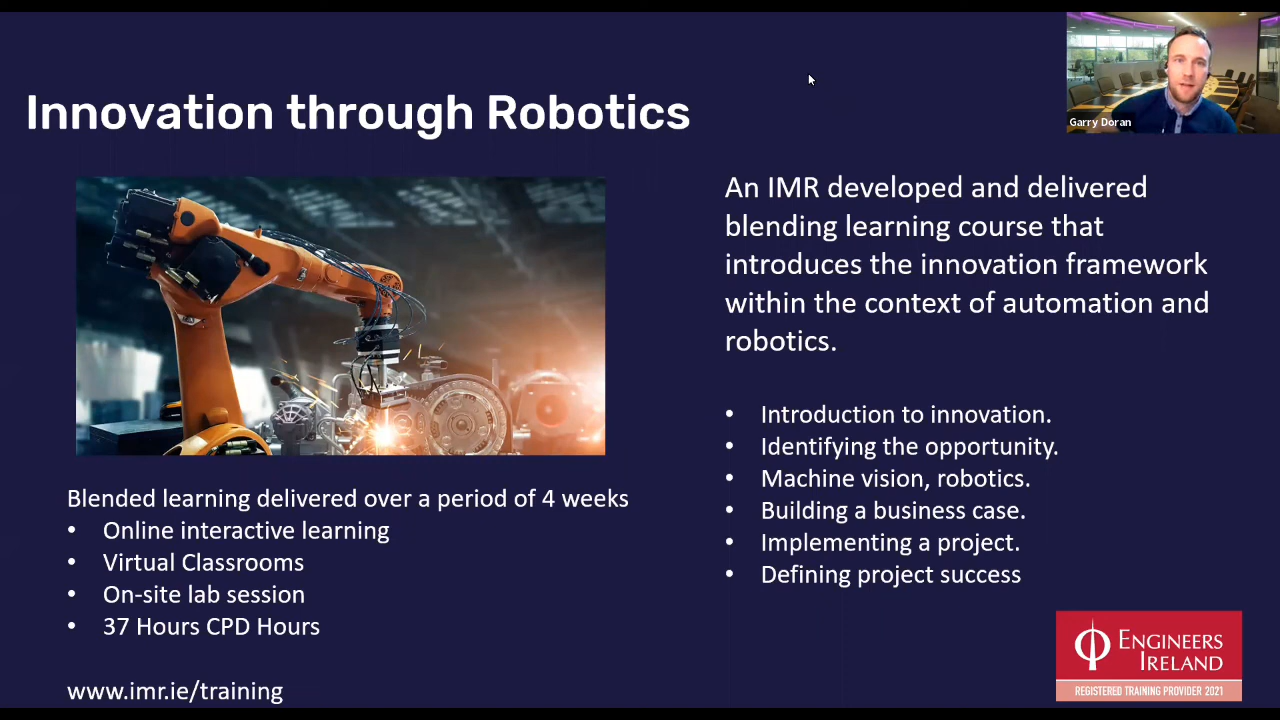 Innovation through Robotics
Garry Doran
An IMR developed and delivered
blending learning course that
introduces the innovation framework
within the context of automation and
robotics.
• Introduction to innovation.
• Identifying the opportunity.
• Machine vision, robotics.
• Building a business case.
• Implementing a project.
• Defining project success
Blended learning delivered over a period of 4 weeks
• Online interactive learning
• Virtual Classrooms
• On-site lab session
• 37 Hours CPD Hours
www.imr.ie/training
ENGINEERS
IRELAND
REGISTERED TRAINING PROVIDER 2021